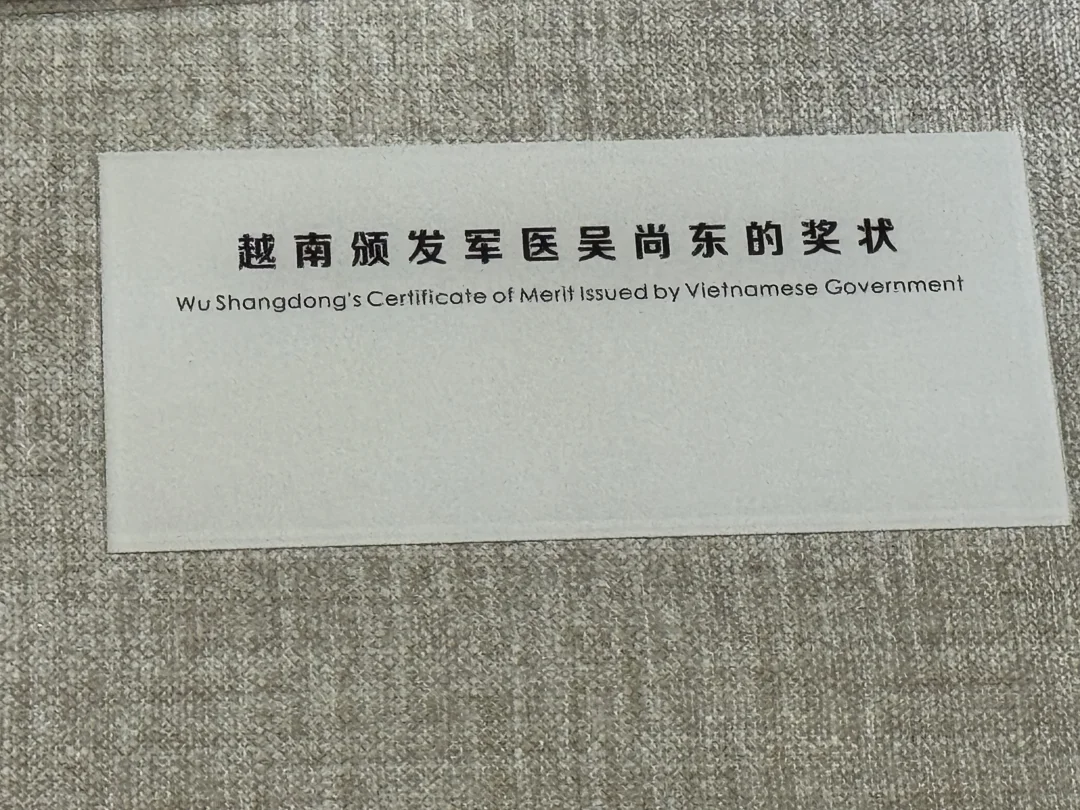 越南颁发军医吴尚东的奖状
Wu Shangdong's Certificate of Merit Issued by Vietnamese Government